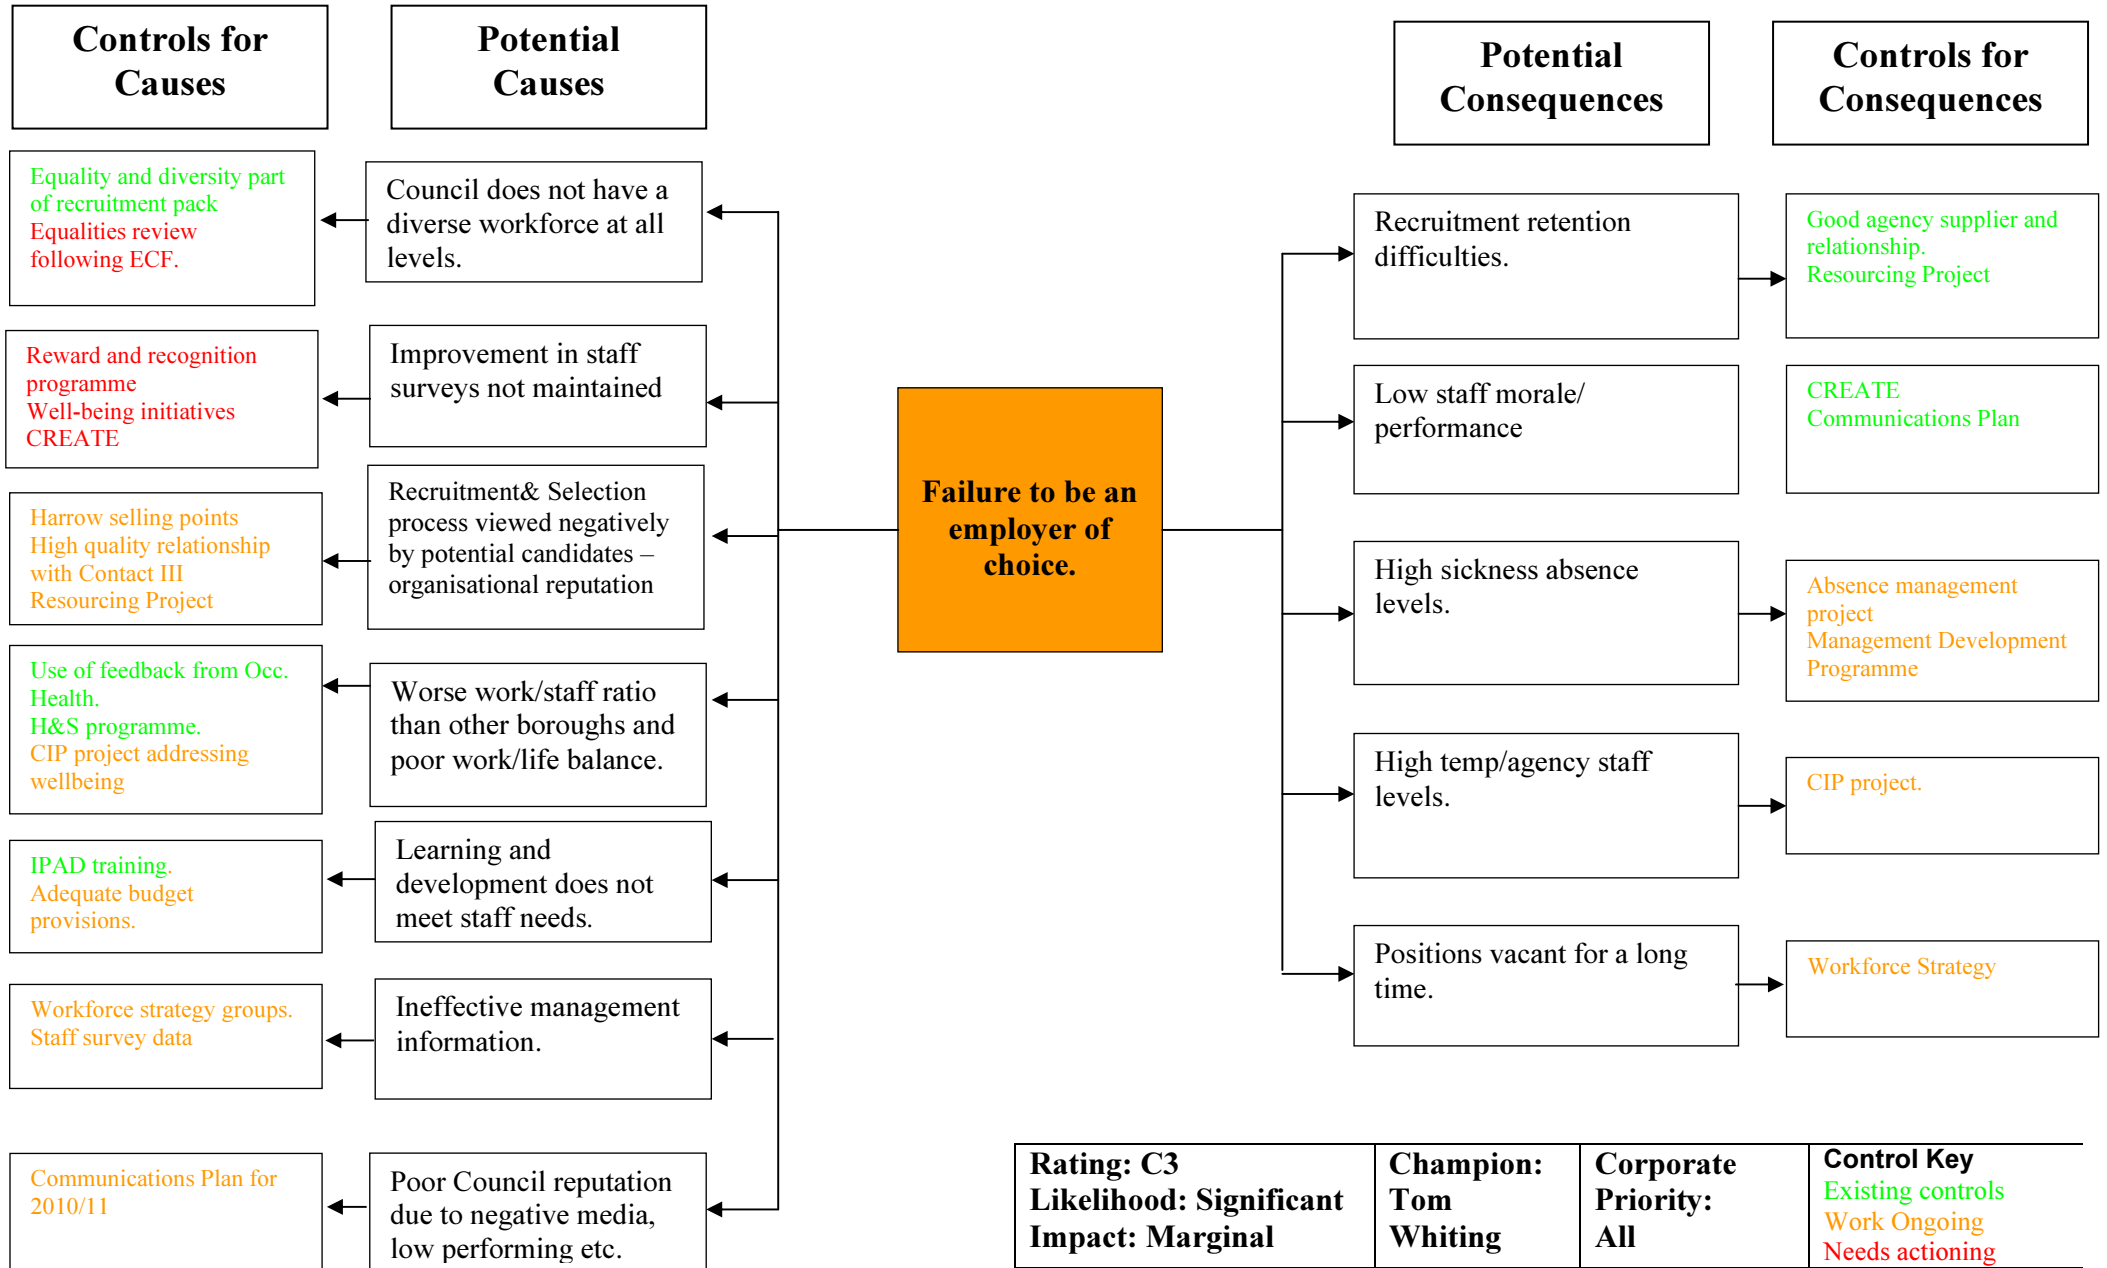 Controls for
Causes
Potential
Causes
Potential
Consequences
Controls for
Consequences
Equality and diversity part
of recruitment pack
Equalities review
following ECF.
Council does not have a
diverse workforce at all
levels.
Reward and recognition
programme
Well-being initiatives
CREATE
Improvement in staff
surveys not maintained
Harrow selling points
High quality relationship
with Contact III
Resourcing Project
Recruitment& Selection
process viewed negatively
by potential candidates –
organisational reputation
Use of feedback from Occ.
Health.
H&S programme.
CIP project addressing
wellbeing
Worse work/staff ratio
than other boroughs and
poor work/life balance.
IPAD training.
Adequate budget
provisions.
Learning and
development does not
meet staff needs.
Workforce strategy groups.
Staff survey data
Ineffective management
information.
Communications Plan for
2010/11
Poor Council reputation
due to negative media,
low performing etc.
Failure to be an
employer of
choice.
Recruitment retention
difficulties.
Good agency supplier and
relationship.
Resourcing Project
Low staff morale/
performance
CREATE
Communications Plan
High sickness absence
levels.
Absence management
project
Management Development
Programme
High temp/agency staff
levels.
CIP project.
Positions vacant for a long
time.
Workforce Strategy
Rating: C3
Likelihood: Significant
Impact: Marginal
Champion:
Tom
Whiting
Corporate
Priority:
All
Control Key
Existing controls
Work Ongoing
Needs actioning